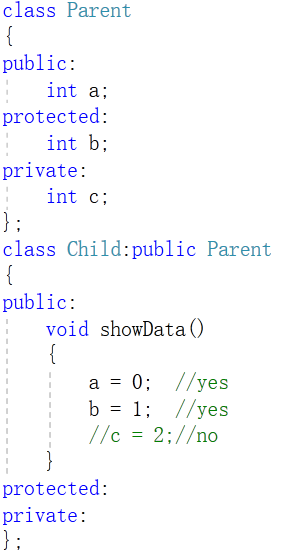 class Parent
{
public:
    int a;
protected:
    int b;
private:
    int c;
};
class Child:public Parent
{
public:
    void showData()
    {
        a = 0;  //yes
        b = 1;  //yes
        //c = 2;//no
    }
protected:
private:
};